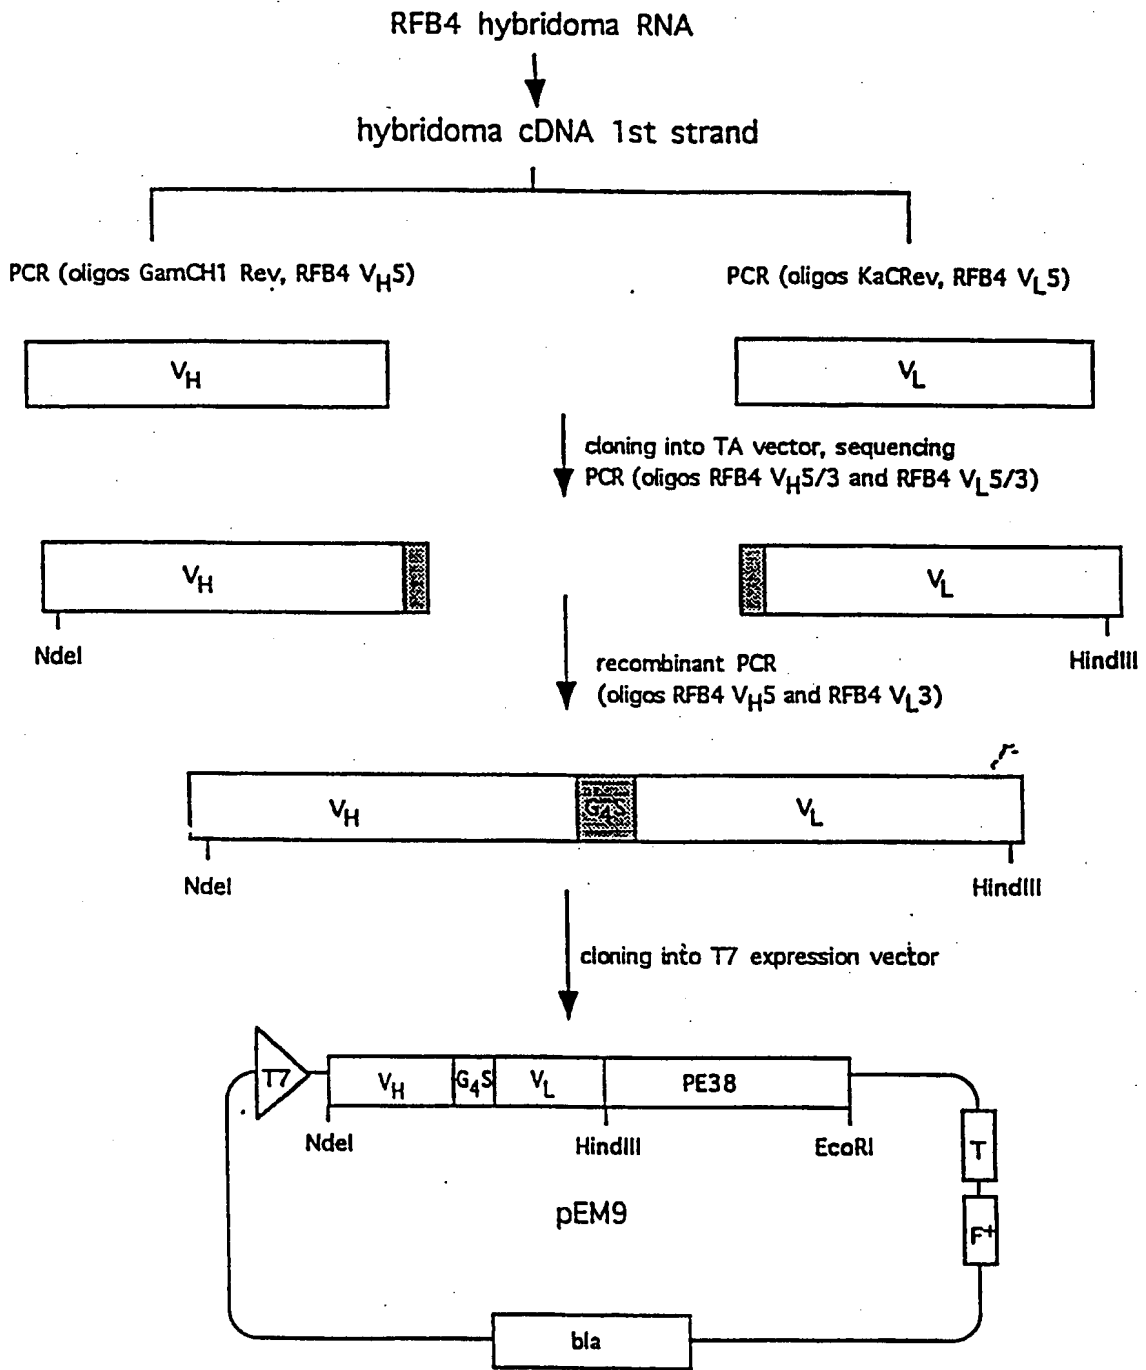 RFB4 hybridoma RNA
hybridoma cDNA 1st strand
PCR (oligos GamCH1 Rev, RFB4 VH5)
PCR (oligos KaCRev, RFB4 VL5)
VH
VL
cloning into TA vector, sequencing
PCR (oligos RFB4 VH5/3 and RFB4 VL5/3)
VH
VL
NdeI
HindIII
recombinant PCR
(oligos RFB4 VH5 and RFB4 VL3)
VH
G4S
VL
NdeI
HindIII
cloning into T7 expression vector
T7
VH
G4S
VL
PE38
NdeI
HindIII
EcoRI
T
pEM9
F+
bla